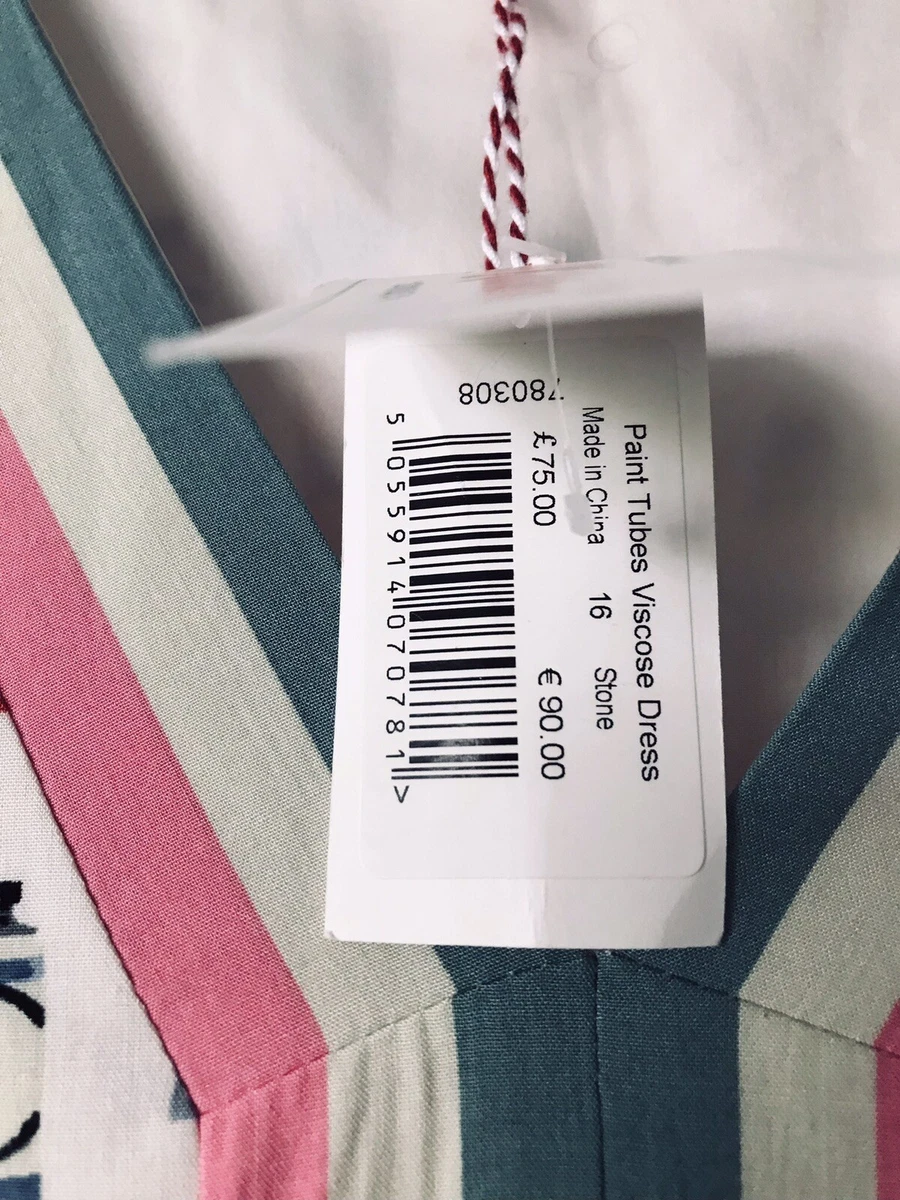 Paint Tubes Viscose Dress
Made in China 16 Stone
£75.00 € 90.00
780308
5 055914 070781 >